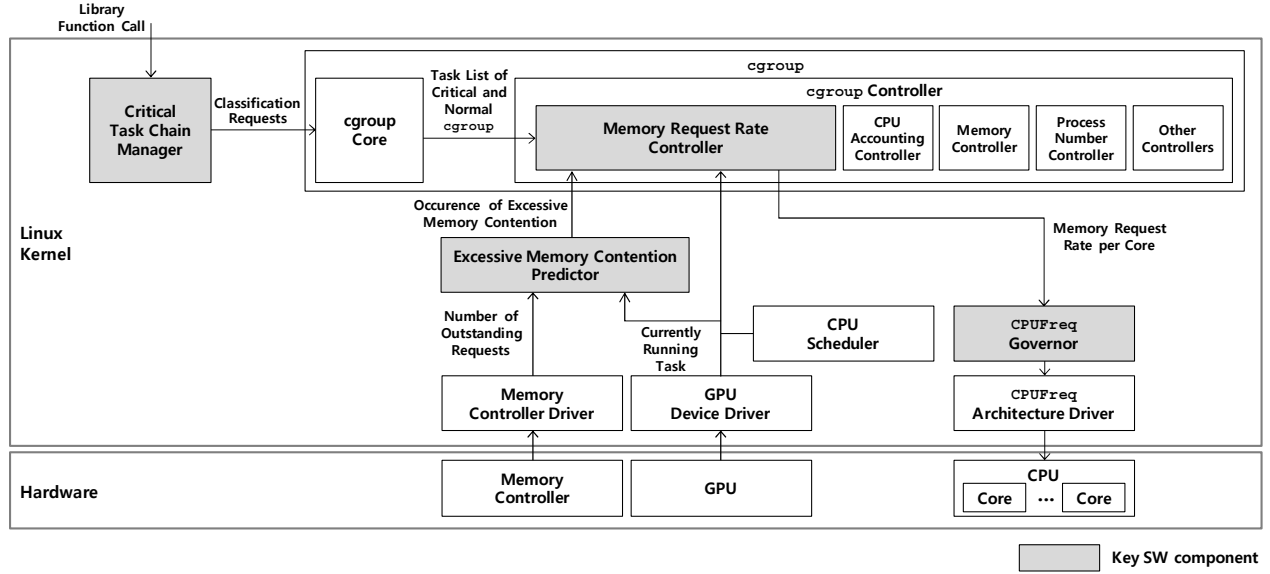 Library
Function Call
cgroup
Task List of
Critical and
Normal
cgroup
cgroup Controller
Critical
Task Chain
Manager
Classification
Requests
cgroup
Core
Memory Request Rate
Controller
CPU
Accounting
Controller
Memory
Controller
Process
Number
Controller
Other
Controllers
Occurence of Excessive
Memory Contention
Linux
Kernel
Memory Request
Rate per Core
Excessive Memory Contention
Predictor
Number of
Outstanding
Requests
Currently
Running
Task
CPU
Scheduler
CPUFreq
Governor
Memory
Controller Driver
GPU
Device Driver
CPUFreq
Architecture Driver
Hardware
Memory
Controller
GPU
CPU
Core ... Core
Key SW component